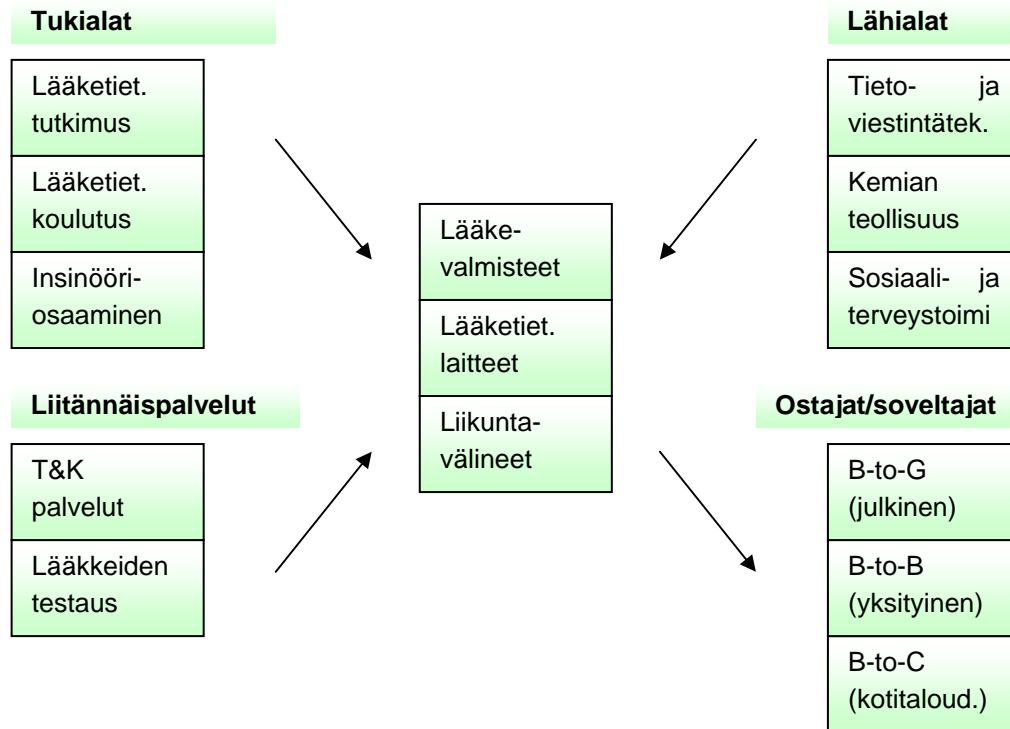 Tukialat
Lääketiet.
tutkimus
Lääketiet.
koulutus
Insinööri-
osaaminen
Liitännäispalvelut
T&K
palvelut
Lääkkeiden
testaus
Lääke-
valmisteet
Lääketiet.
laitteet
Liikunta-
välineet
Lähialat
Tieto- ja
viestintätek.
Kemian
teollisuus
Sosiaali- ja
terveystoimi
Ostajat/soveltajat
B-to-G
(julkinen)
B-to-B
(yksityinen)
B-to-C
(kotitaloud.)